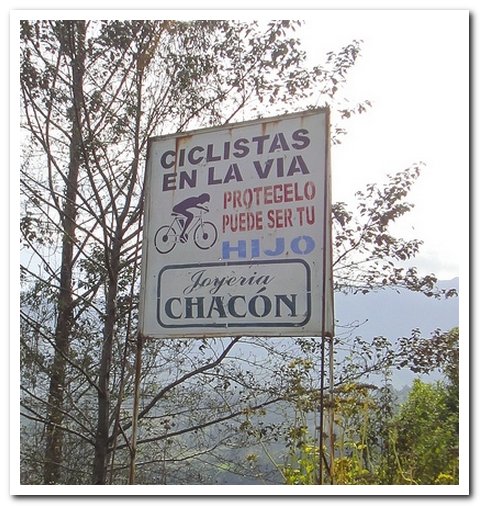 CICLISTAS
EN LA VIA
PROTEGELO
PUEDE SER TU
HIJO
Joyeria
CHACÓN